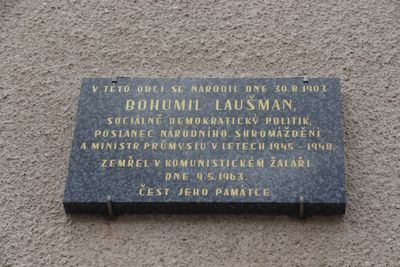 V TÉTO OBCI SE NARODIL DNE 30.8.1903
BOHUMIL LAUŠMAN,
SOCIÁLNĚ DEMOKRATICKÝ POLITIK,
POSLANEC NÁRODNÍHO SHROMÁŽDĚNÍ
A MINISTR PRŮMYSLU V LETECH 1945 - 1948.
ZEMŘEL V KOMUNISTICKÉM ŽALÁŘI
DNE 9.5.1963.
ČEST JEHO PAMÁTCE.